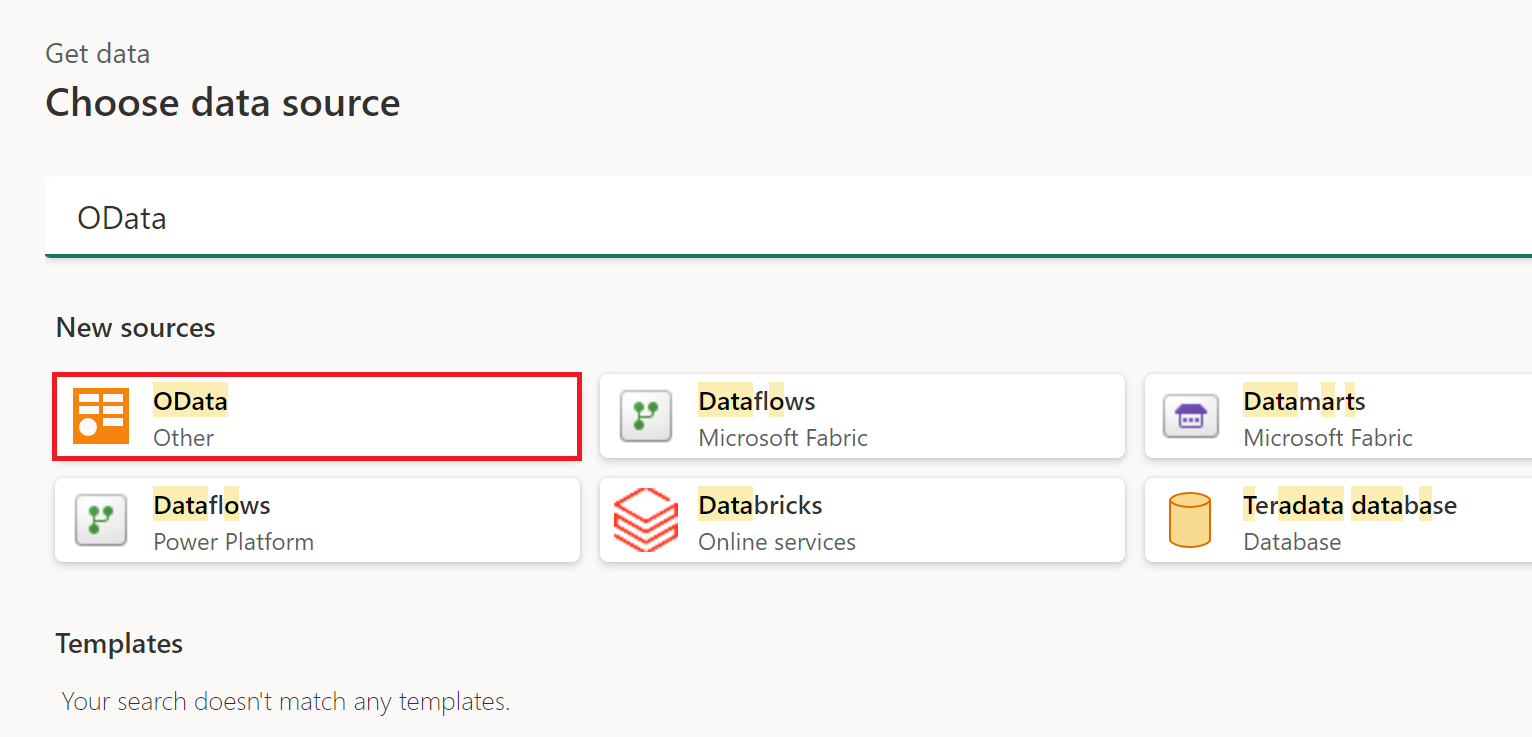 Get data
Choose data source
OData
New sources
OData
Other
Dataflows
Microsoft Fabric
Datamarts
Microsoft Fabric
Dataflows
Power Platform
Databricks
Online services
Teradata database
Database
Templates
Your search doesn't match any templates.